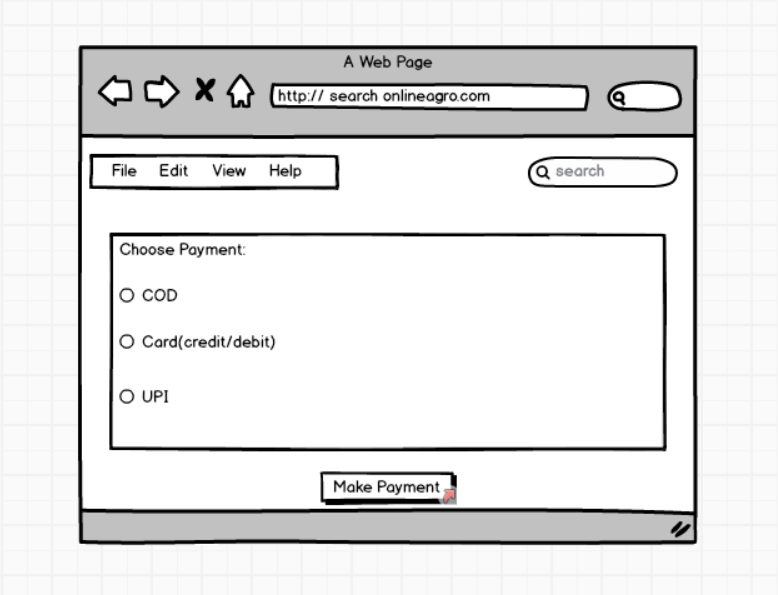 A Web Page
http:// search onlineagro.com
File Edit View Help
search
Choose Payment:
COD
Card(credit/debit)
UPI
Make Payment